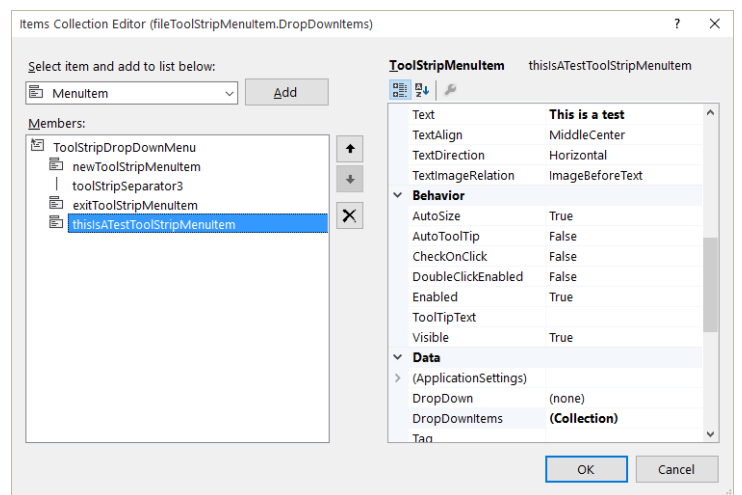 Items Collection Editor (fileToolStripMenuItem.DropDownItems) ?
Select item and add to list below:
MenuItem Add
Members:
ToolStripDropDownMenu
newToolStripMenuItem
toolStripSeparator3
exitToolStripMenuItem
thisIsATestToolStripMenuItem
ToolStripMenuItem thisIsATestToolStripMenuItem
Text This is a test
TextAlign MiddleCenter
TextDirection Horizontal
TextImageRelation ImageBeforeText
Behavior
AutoSize True
AutoToolTip False
CheckOnClick False
DoubleClickEnabled False
Enabled True
ToolTipText
Visible True
Data
(ApplicationSettings)
DropDown (none)
DropDownItems (Collection)
Tag
OK Cancel